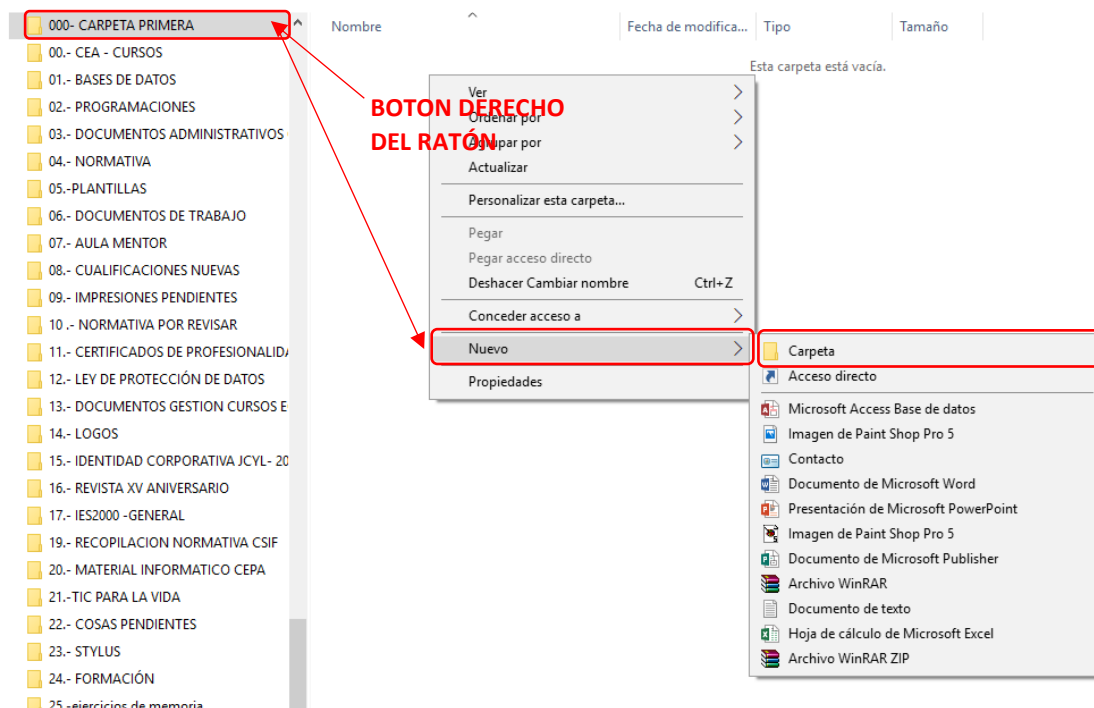 000- CARPETA PRIMERA
00.- CEA - CURSOS
01.- BASES DE DATOS
02.- PROGRAMACIONES
03.- DOCUMENTOS ADMINISTRATIVOS
04.- NORMATIVA
05.-PLANTILLAS
06.- DOCUMENTOS DE TRABAJO
07.- AULA MENTOR
08.- CUALIFICACIONES NUEVAS
09.- IMPRESIONES PENDIENTES
10 .- NORMATIVA POR REVISAR
11.- CERTIFICADOS DE PROFESIONALIDA
12.- LEY DE PROTECCIÓN DE DATOS
13.- DOCUMENTOS GESTION CURSOS E
14.- LOGOS
15.- IDENTIDAD CORPORATIVA JCYL- 20
16.- REVISTA XV ANIVERSARIO
17.- IES2000 -GENERAL
19.- RECOPILACION NORMATIVA CSIF
20.- MATERIAL INFORMATICO CEPA
21.-TIC PARA LA VIDA
22.- COSAS PENDIENTES
23.- STYLUS
24.- FORMACIÓN
25.-ejercicios de memoria
Nombre Fecha de modifica... Tipo Tamaño
Esta carpeta está vacía.
BOTON DERECHO
DEL RATÓN
Ver
Ordenar por
Agrupar por
Actualizar
Personalizar esta carpeta...
Pegar
Pegar acceso directo
Deshacer Cambiar nombre Ctrl+Z
Conceder acceso a
Nuevo
Propiedades
Carpeta
Acceso directo
Microsoft Access Base de datos
Imagen de Paint Shop Pro 5
Contacto
Documento de Microsoft Word
Presentación de Microsoft PowerPoint
Imagen de Paint Shop Pro 5
Documento de Microsoft Publisher
Archivo WinRAR
Documento de texto
Hoja de cálculo de Microsoft Excel
Archivo WinRAR ZIP